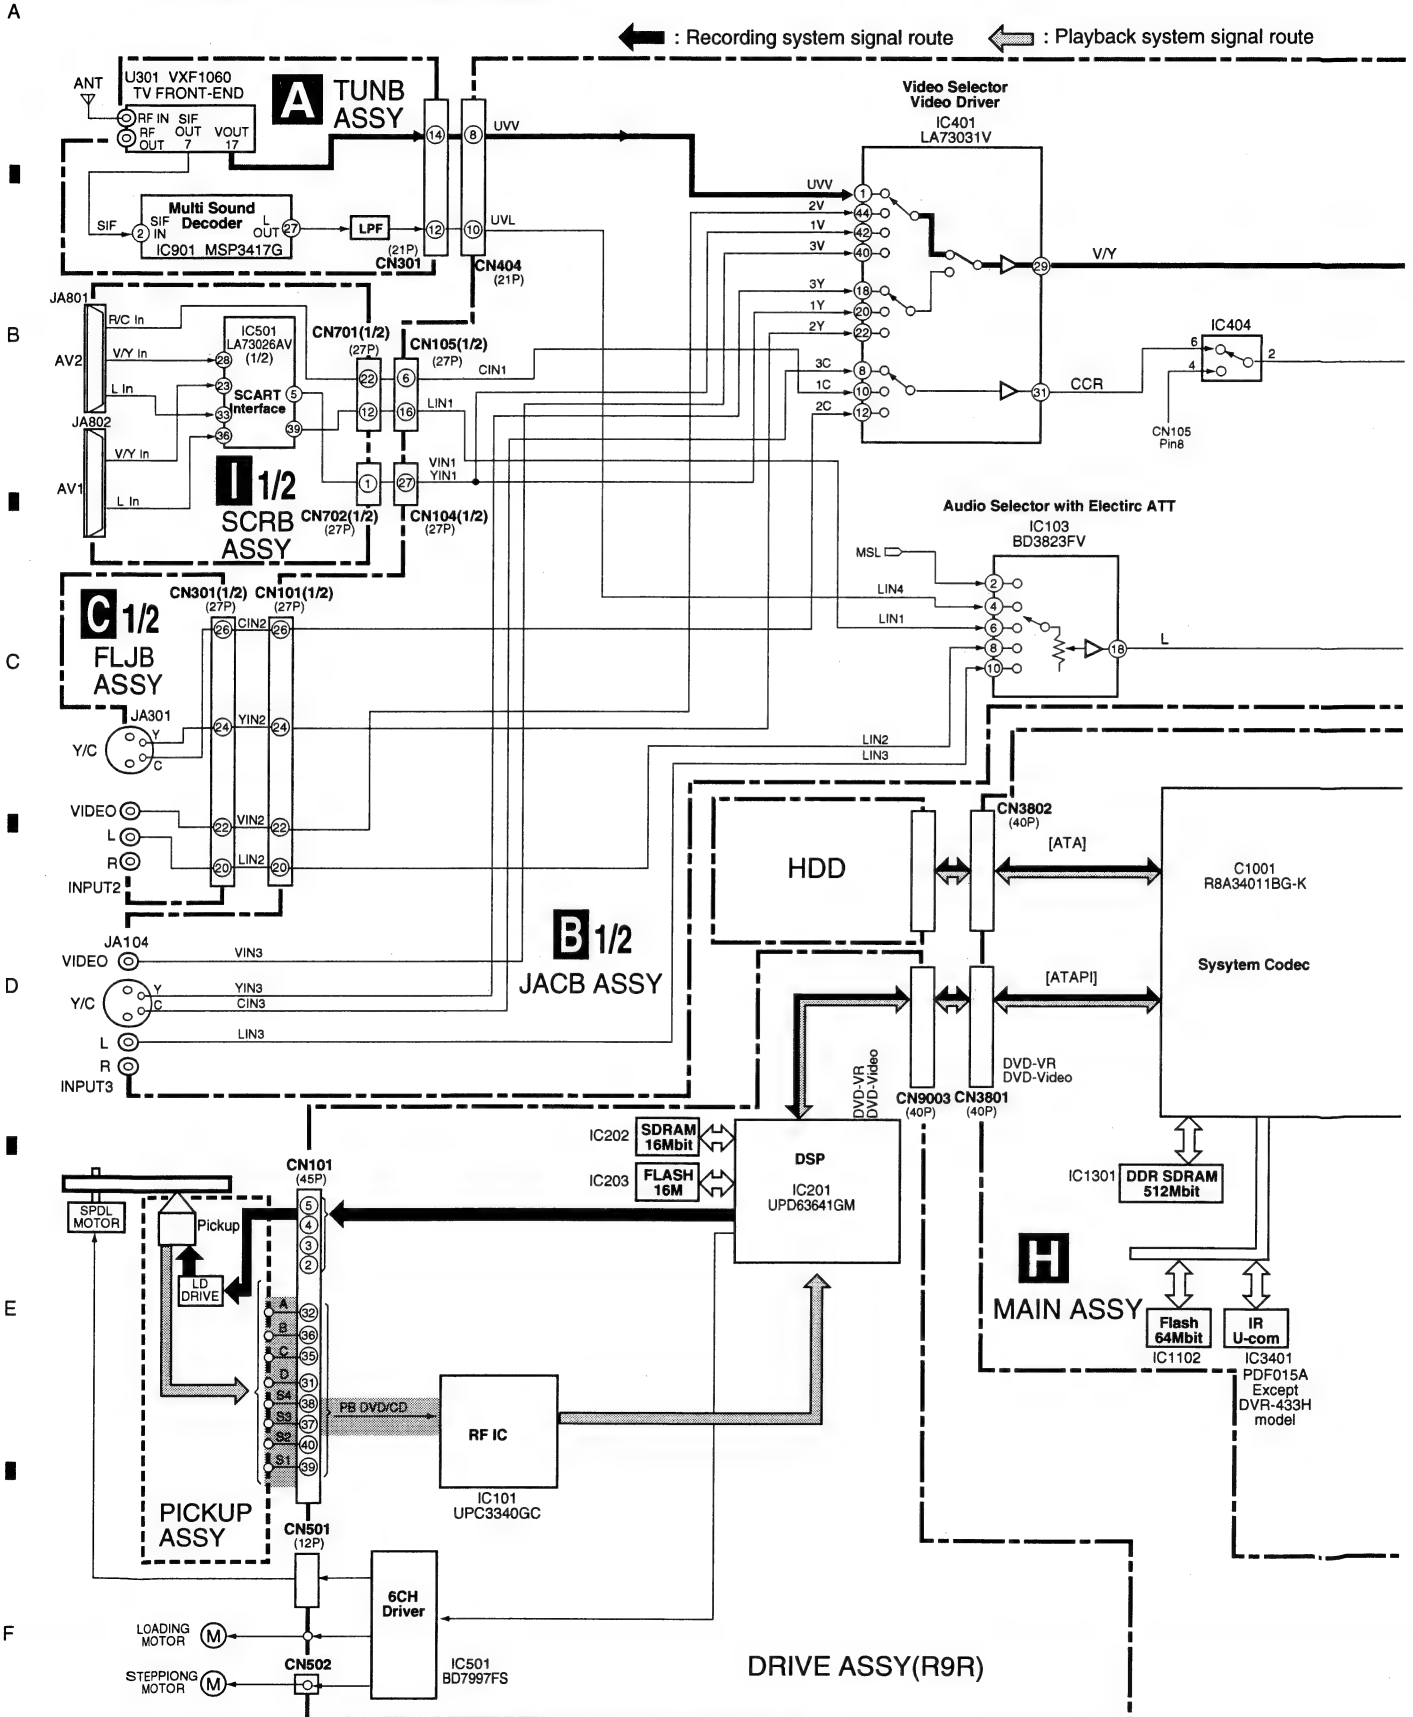 A
: Recording system signal route
: Playback system signal route
ANT
U301 VXF1060
TV FRONT-END
RF IN
SIF
RF
OUT
VOUT
OUT
7
17
A
TUNB
ASSY
14
8
UVV
Video Selector
Video Driver
IC401
LA73031V
Multi Sound
Decoder
SIF
2
SIF
IN
L
OUT
27
IC901 MSP3417G
LPF
12
10
UVL
(21P)
CN301
CN404
(21P)
UVV
1
2V
44
1V
42
3V
40
3Y
18
1Y
20
2Y
22
3C
8
1C
10
2C
12
29
V/Y
31
CCR
IC404
6
4
2
CN105
Pin8
B
JA801
R/C In
AV2
V/Y In
L In
JA802
V/Y In
AV1
L In
IC501
LA73026AV
(1/2)
28
23
33
36
SCART
Interface
5
39
CN701(1/2)
(27P)
CN105(1/2)
(27P)
22
6
CIN1
12
16
LIN1
VIN1
YIN1
1
27
CN702(1/2)
(27P)
CN104(1/2)
(27P)
I 1/2
SCRB
ASSY
Audio Selector with Electirc ATT
IC103
BD3823FV
MSL
2
LIN4
4
LIN1
6
8
10
18
L
C
C 1/2
FLJB
ASSY
CN301(1/2)
(27P)
CN101(1/2)
(27P)
26
CIN2
26
JA301
Y/C
Y
C
24
YIN2
24
VIDEO
L
R
INPUT2
22
VIN2
22
20
LIN2
20
LIN2
LIN3
JA104
VIDEO
VIN3
D
Y/C
Y
C
YIN3
CIN3
L
LIN3
R
INPUT3
B 1/2
JACB ASSY
HDD
CN3802
(40P)
[ATA]
C1001
R8A34011BG-K
Sysytem Codec
[ATAPI]
DVD-VR
DVD-Video
CN9003
(40P)
CN3801
(40P)
DVD-VR
DVD-Video
IC202
SDRAM
16Mbit
IC203
FLASH
16M
DSP
IC201
UPD63641GM
IC1301
DDR SDRAM
512Mbit
H
MAIN ASSY
Flash
64Mbit
IC1102
IR
U-com
IC3401
PDF015A
Except
DVR-433H
model
CN101
(45P)
5
4
3
2
SPDL
MOTOR
Pickup
LD
DRIVE
E
A
32
B
36
C
35
D
31
S4
38
S3
37
S2
40
S1
39
PB DVD/CD
RF IC
IC101
UPC3340GC
PICKUP
ASSY
CN501
(12P)
6CH
Driver
IC501
BD7997FS
F
LOADING
MOTOR
M
CN502
STEPPIONG
MOTOR
M
DRIVE ASSY(R9R)